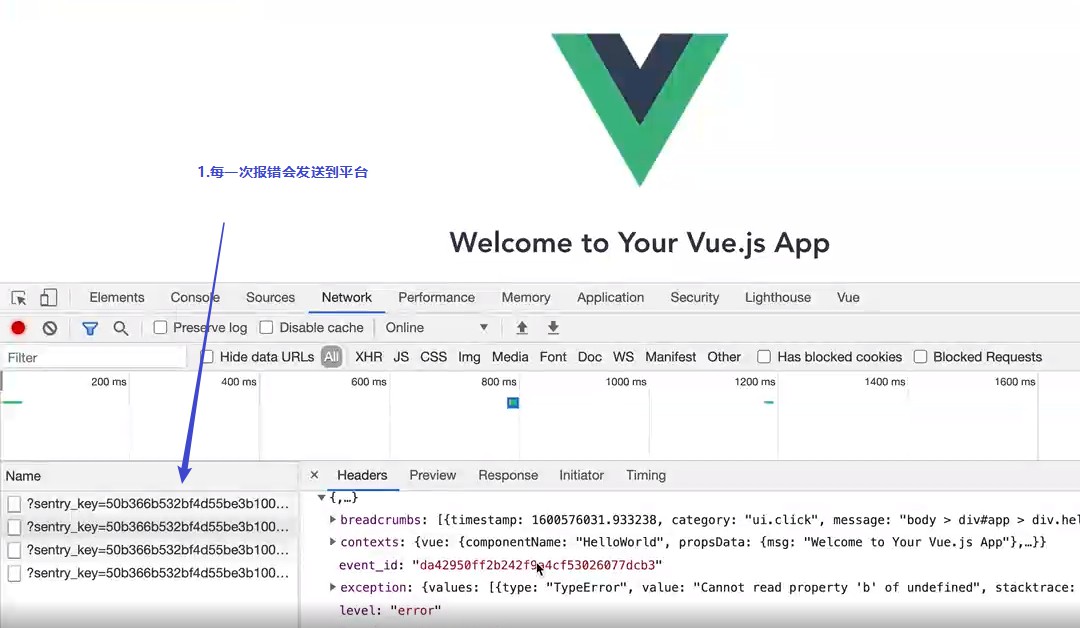 1.每一次报错会发送到平台
Welcome to Your Vue.js App
Elements Console Sources Network Performance Memory Application Security Lighthouse Vue
Preserve log Disable cache Online
Filter Hide data URLs All XHR JS CSS Img Media Font Doc WS Manifest Other Has blocked cookies Blocked Requests
200 ms 400 ms 600 ms 800 ms 1000 ms 1200 ms 1400 ms 1600 ms
Name
?sentry_key=50b366b532bf4d55be3b100…
?sentry_key=50b366b532bf4d55be3b100…
?sentry_key=50b366b532bf4d55be3b100…
?sentry_key=50b366b532bf4d55be3b100…
× Headers Preview Response Initiator Timing
{,…}
breadcrumbs: [{timestamp: 1600576031.933238, category: "ui.click", message: "body > div#app > div.hel
contexts: {vue: {componentName: "HelloWorld", propsData: {msg: "Welcome to Your Vue.js App"},…}}
event_id: "da42950ff2b242f9a4cf53026077dcb3"
exception: {values: [{type: "TypeError", value: "Cannot read property 'b' of undefined", stacktrace:
level: "error"